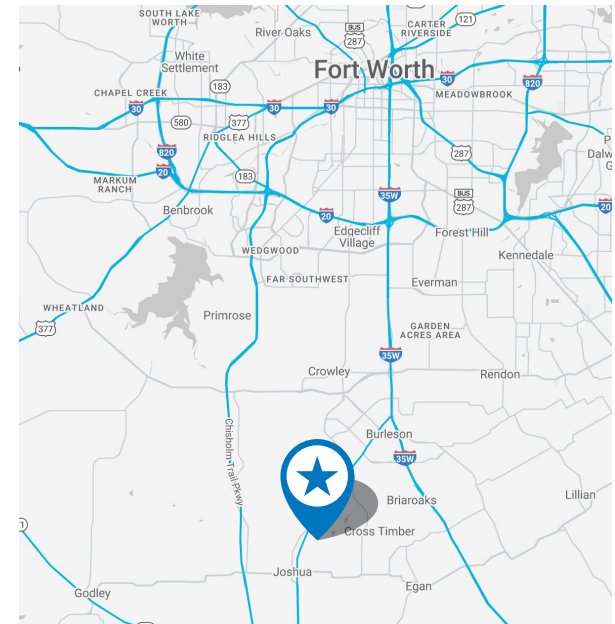 SOUTH LAKE
WORTH
River Oaks
BUS
287
CARTER
RIVERSIDE
121
White
Settlement
183
Fort Worth
30
820
CHAPEL CREEK
30
30
30
MEADOWBROOK
377
580
RIDGLEA HILLS
287
820
20
183
MARKUM
RANCH
35W
BUS
287
20
Benbrook
20
Edgecliff
Village
Forest Hill
WEDGWOOD
Kennedale
FAR SOUTHWEST
Everman
WHEATLAND
377
Primrose
GARDEN
ACRES AREA
35W
Crowley
Rendon
Chisholm Trail Pkwy
Burleson
35W
Briaroaks
Lillian
Cross Timber
Joshua
Egan
Godley